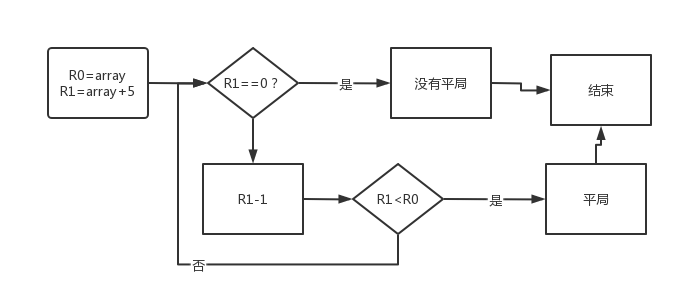 R0=array
R1=array+5
R1==0？
是
没有平局
结束
R1-1
R1<R0
是
平局
否